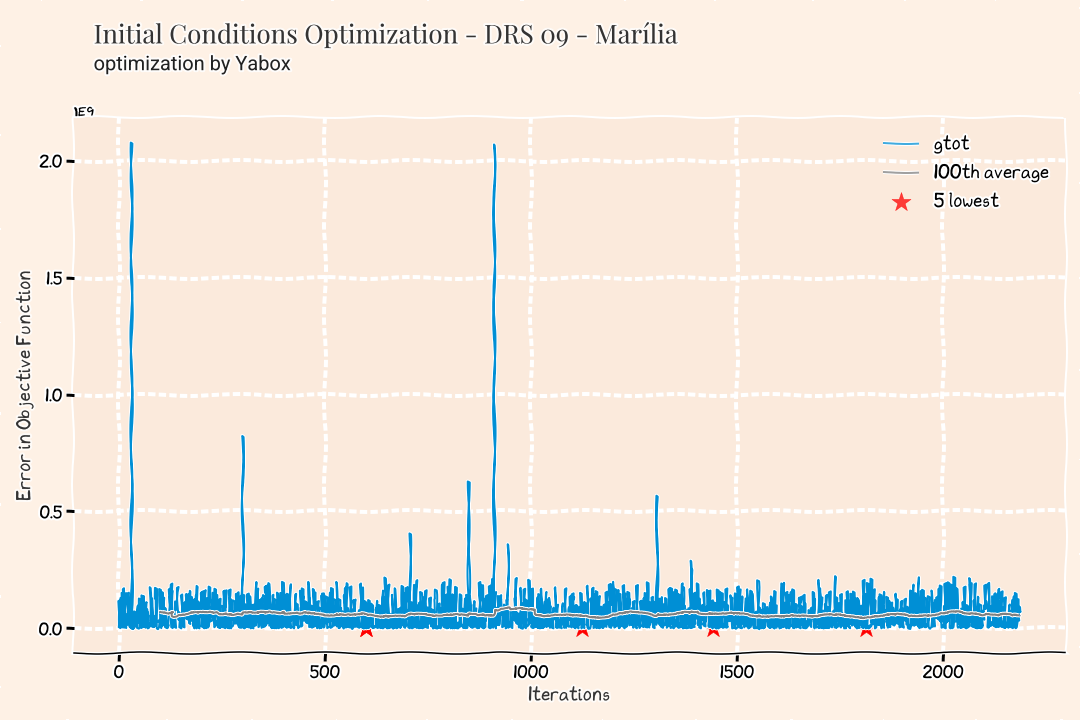 Initial Conditions Optimization - DRS 09 - Marília
optimization by Yabox
1E9
gtot
100th average
5 lowest
2.0
1.5
1.0
0.5
0.0
Error in Objective Function
0 500 1000 1500 2000
Iterations